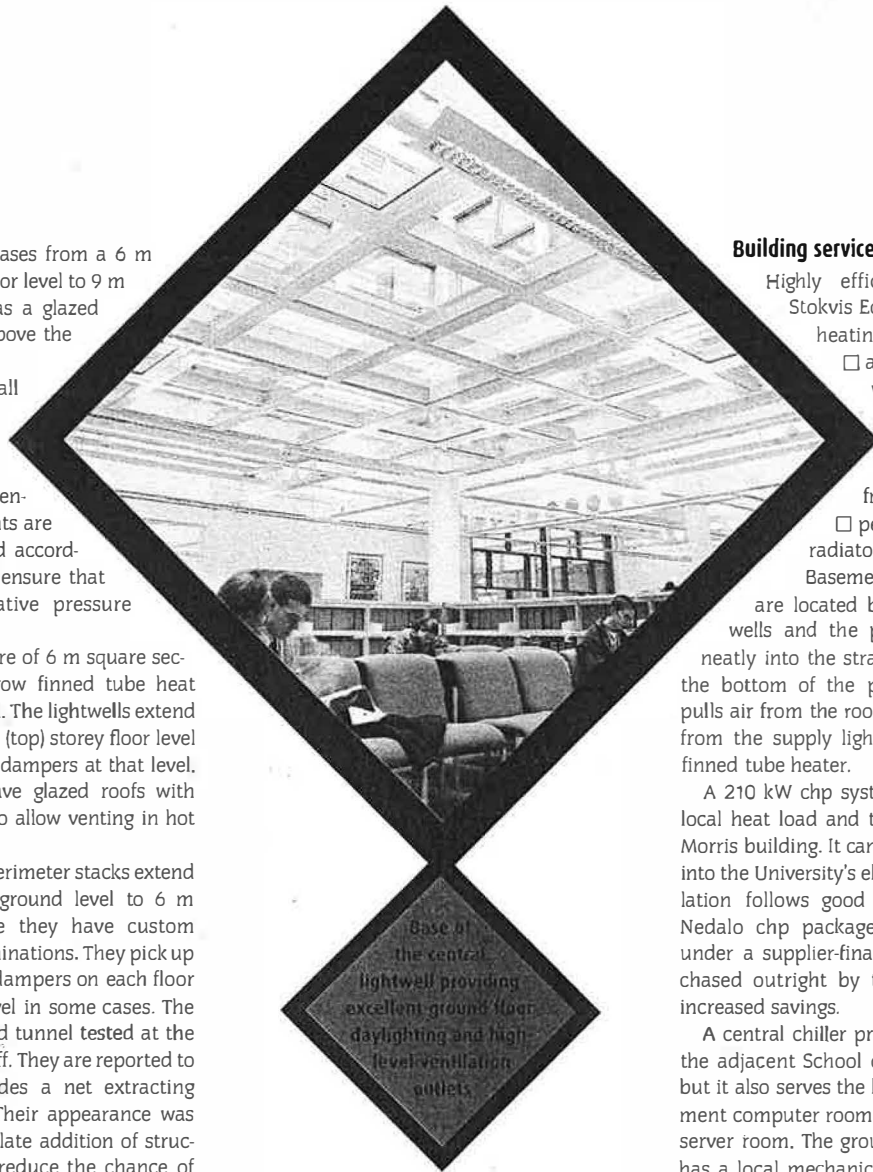 ases from a 6 m
or level to 9 m
as a glazed
bove the
all
en-
ts are
d accord-
ensure that
ative pressure
re of 6 m square sec-
ow finned tube heat
. The lightwells extend
(top) storey floor level
dampers at that level.
ave glazed roofs with
o allow venting in hot
erimeter stacks extend
ground level to 6 m
e they have custom
inations. They pick up
dampers on each floor
vel in some cases. The
d tunnel tested at the
ff. They are reported to
des a net extracting
Their appearance was
late addition of struc-
reduce the chance of
Base of
the central
lightwell providing
excellent ground floor
daylighting and high-
level ventilation
outlets
Building service
Highly effic
Stokvis Ec
heatin
□ a
fr
□ pe
radiato
Baseme
are located b
wells and the p
neatly into the stra
the bottom of the p
pulls air from the roo
from the supply ligh
finned tube heater.
A 210 kW chp syst
local heat load and t
Morris building. It can
into the University's el
lation follows good
Nedalo chp package
under a supplier-fina
chased outright by t
increased savings.
A central chiller pr
the adjacent School o
but it also serves the l
ment computer room
server room. The grou
has a local mechanic